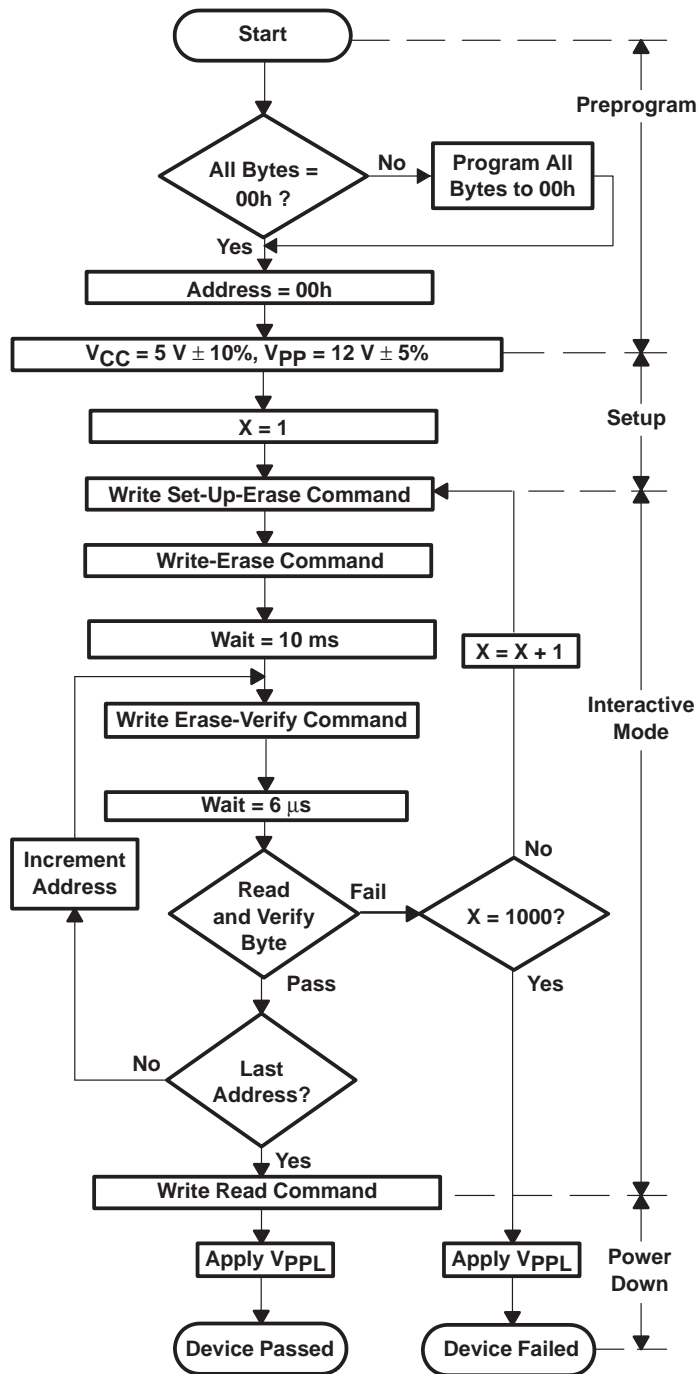 Start
Preprogram
All Bytes =
00h ?
No
Program All
Bytes to 00h
Yes
Address = 00h
VCC = 5 V ± 10%, VPP = 12 V ± 5%
Setup
X = 1
Write Set-Up-Erase Command
Write-Erase Command
Wait = 10 ms
X = X + 1
Interactive
Mode
Write Erase-Verify Command
Wait = 6 μs
Increment
Address
No
Read
and Verify
Byte
Fail
X = 1000?
Pass
Yes
No
Last
Address?
Yes
Write Read Command
Apply VPPL
Apply VPPL
Power
Down
Device Passed
Device Failed